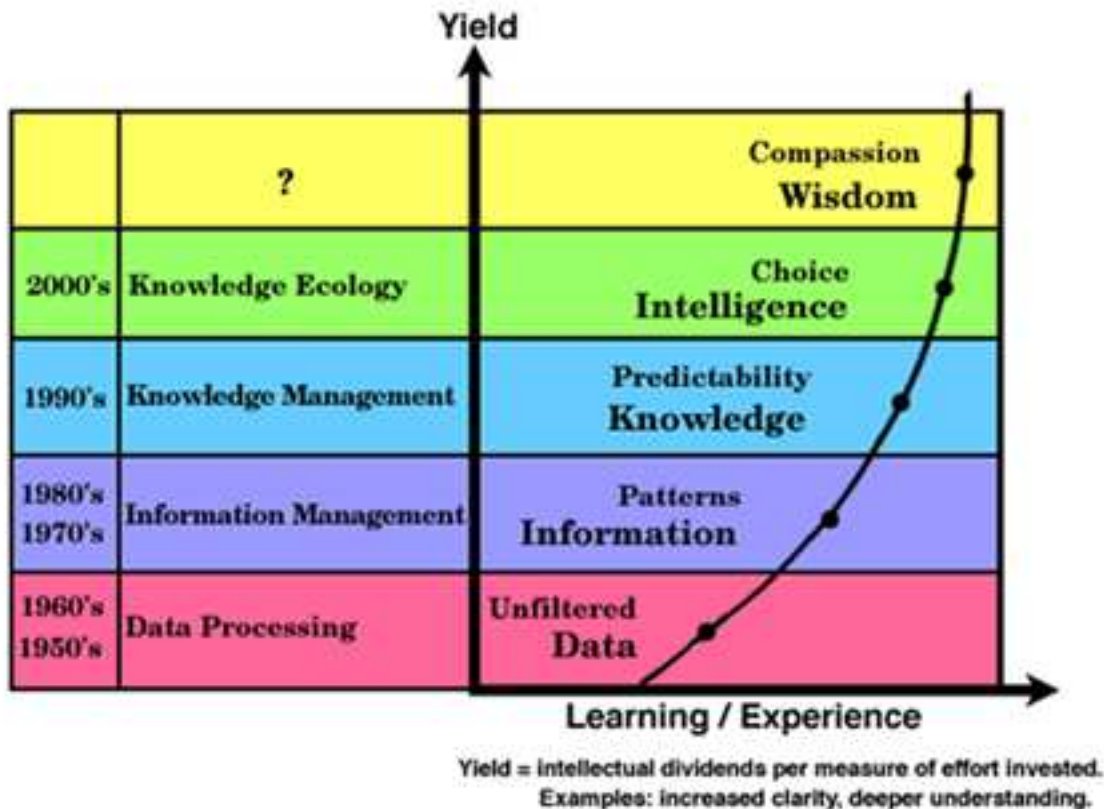 Yield
?
Compassion
Wisdom
2000's Knowledge Ecology
Choice
Intelligence
1990's Knowledge Management
Predictability
Knowledge
1980's
1970's
Information Management
Patterns
Information
1960's
1950's
Data Processing
Unfiltered
Data
Learning / Experience
Yield = intellectual dividends per measure of effort invested.
Examples: increased clarity, deeper understanding.